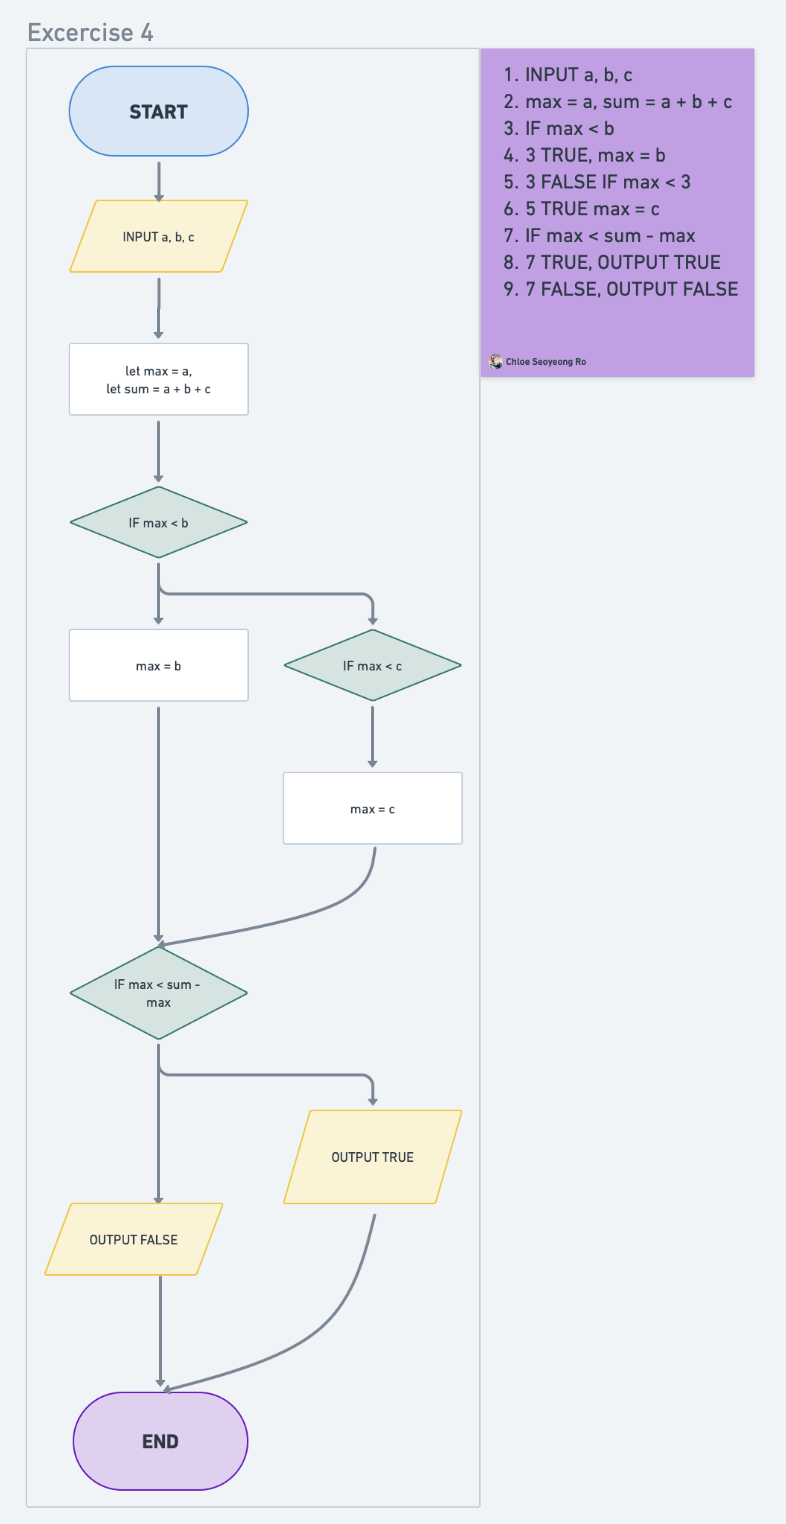 Excercise 4
START
INPUT a, b, c
let max = a,
let sum = a + b + c
IF max < b
max = b
IF max < c
max = c
IF max < sum -
max
OUTPUT TRUE
OUTPUT FALSE
END
1. INPUT a, b, c
2. max = a, sum = a + b + c
3. IF max < b
4. 3 TRUE, max = b
5. 3 FALSE IF max < 3
6. 5 TRUE max = c
7. IF max < sum - max
8. 7 TRUE, OUTPUT TRUE
9. 7 FALSE, OUTPUT FALSE
Chloe Seoyeong Ro